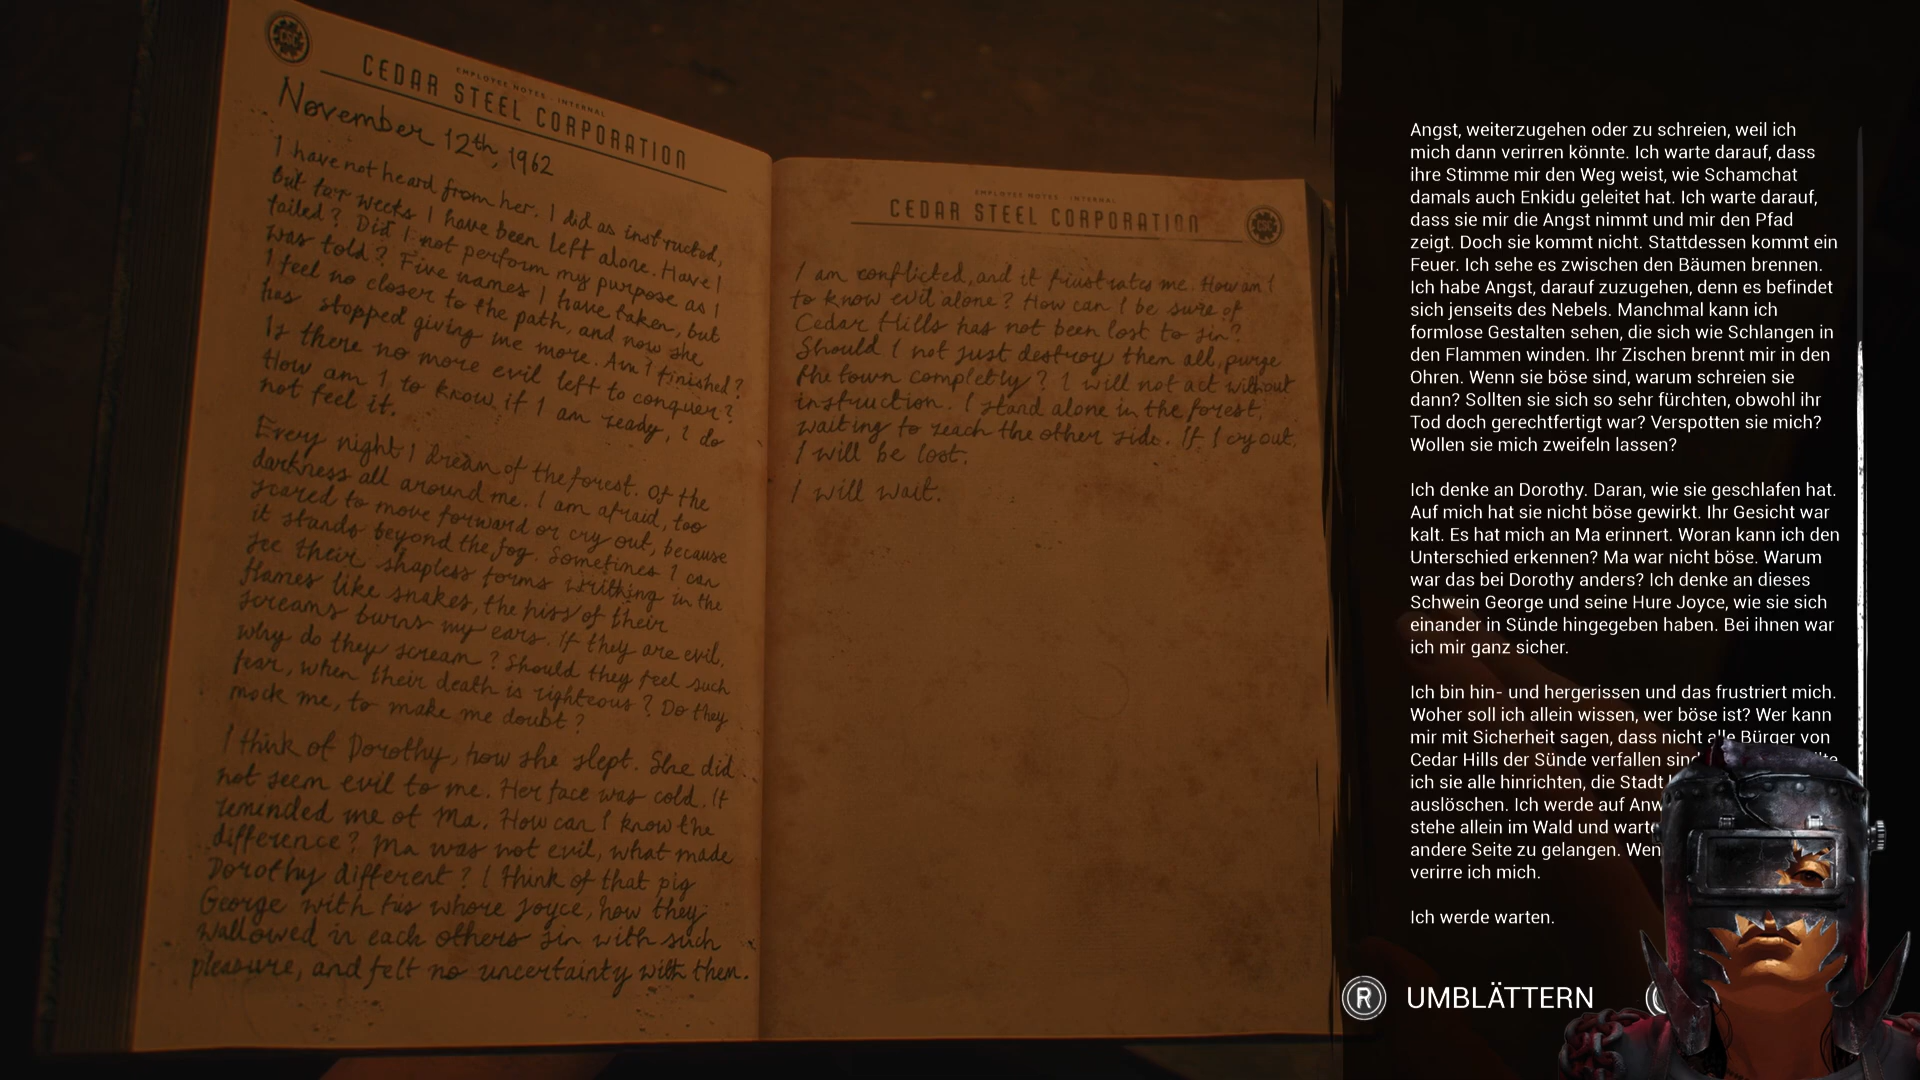 EMPLOYEE NOTES - INTERNAL
CEDAR STEEL CORPORATION
November 12th, 1962
I have not heard from her. I did as instructed,
but for weeks I have been left alone. Have I
failed? Did I not perform my purpose as I
was told? Five names I have taken, but
I feel no closer to the path, and now she
has stopped giving me more. Am I finished?
Is there no more evil left to conquer?
How am I to know if I am ready, I do
not feel it.
Every night I dream of the forest. Of the
darkness all around me. I am afraid, too
scared to move forward or cry out, because
it stands beyond the fog. Sometimes I can
see their shapless forms writhing in the
flames like snakes, the hiss of their
screams burns my ears. If they are evil,
why do they scream? Should they feel such
fear, when their death is righteous? Do they
mock me, to make me doubt?
I think of Dorothy, how she slept. She did
not seem evil to me. Her face was cold. It
reminded me of Ma. How can I know the
difference? Ma was not evil, what made
Dorothy different? I think of that pig
George with his whore Joyce, how they
wallowed in each others sin with such
pleasure, and felt no uncertainty with them.
EMPLOYEE NOTES - INTERNAL
CEDAR STEEL CORPORATION
CSC
I am conflicted, and it frustrates me. How am I
to know evil alone? How can I be sure of
Cedar Hills has not been lost to sin?
Should I not just destroy them all, purge
the town completly? I will not act without
instruction. I stand alone in the forest,
waiting to reach the other side. If I cry out,
I will be lost.
I will wait.
Angst, weiterzugehen oder zu schreien, weil ich
mich dann verirren könnte. Ich warte darauf, dass
ihre Stimme mir den Weg weist, wie Schamchat
damals auch Enkidu geleitet hat. Ich warte darauf,
dass sie mir die Angst nimmt und mir den Pfad
zeigt. Doch sie kommt nicht. Stattdessen kommt ein
Feuer. Ich sehe es zwischen den Bäumen brennen.
Ich habe Angst, darauf zuzugehen, denn es befindet
sich jenseits des Nebels. Manchmal kann ich
formlose Gestalten sehen, die sich wie Schlangen in
den Flammen winden. Ihr Zischen brennt mir in den
Ohren. Wenn sie böse sind, warum schreien sie
dann? Sollten sie sich so sehr fürchten, obwohl ihr
Tod doch gerechtfertigt war? Verspotten sie mich?
Wollen sie mich zweifeln lassen?
Ich denke an Dorothy. Daran, wie sie geschlafen hat.
Auf mich hat sie nicht böse gewirkt. Ihr Gesicht war
kalt. Es hat mich an Ma erinnert. Woran kann ich den
Unterschied erkennen? Ma war nicht böse. Warum
war das bei Dorothy anders? Ich denke an dieses
Schwein George und seine Hure Joyce, wie sie sich
einander in Sünde hingegeben haben. Bei ihnen war
ich mir ganz sicher.
Ich bin hin- und hergerissen und das frustriert mich.
Woher soll ich allein wissen, wer böse ist? Wer kann
mir mit Sicherheit sagen, dass nicht alle Bürger von
Cedar Hills der Sünde verfallen sind
ich sie alle hinrichten, die Stadt
auslöschen. Ich werde auf
stehe allein im Wald und
andere Seite zu gelangen.
verirre ich mich.
Ich werde warten.
R UMBLÄTTERN